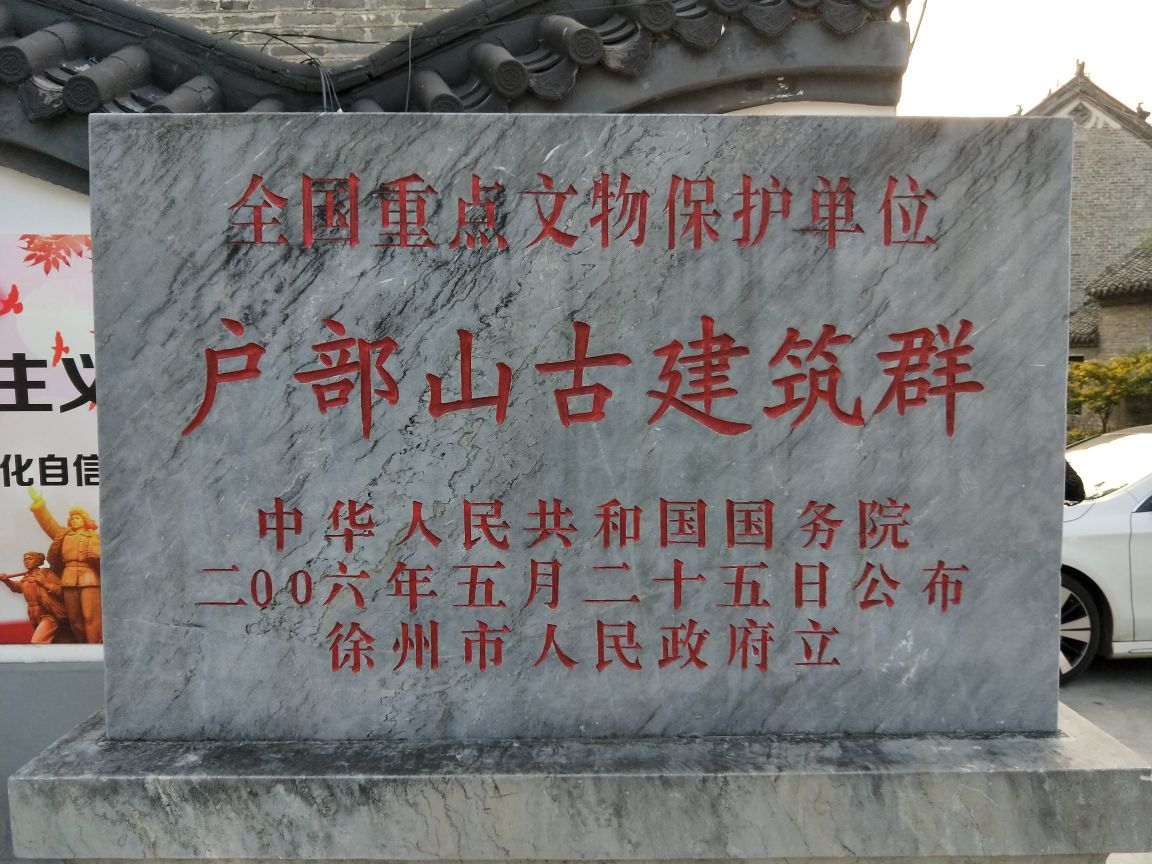 全国重点文物保护单位
户部山古建筑群
中华人民共和国国务院
二00六年五月二十五日公布
徐州市人民政府立
主义
化自信